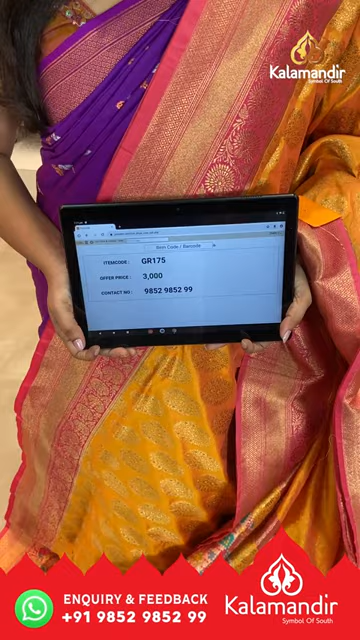 Kalamandir
Symbol Of South
Item Code / Barcode
ITEMCODE : GR175
OFFER PRICE : 3,000
CONTACT NO : 9852 9852 99
ENQUIRY & FEEDBACK
+91 9852 9852 99
Kalamandir
Symbol Of South